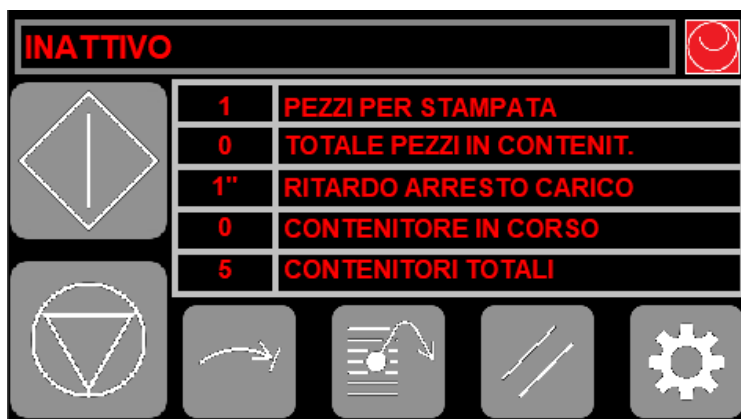 INATTIVO
1 PEZZI PER STAMPATA
0 TOTALE PEZZI IN CONTENIT.
1" RITARDO ARRESTO CARICO
0 CONTENITORE IN CORSO
5 CONTENITORI TOTALI